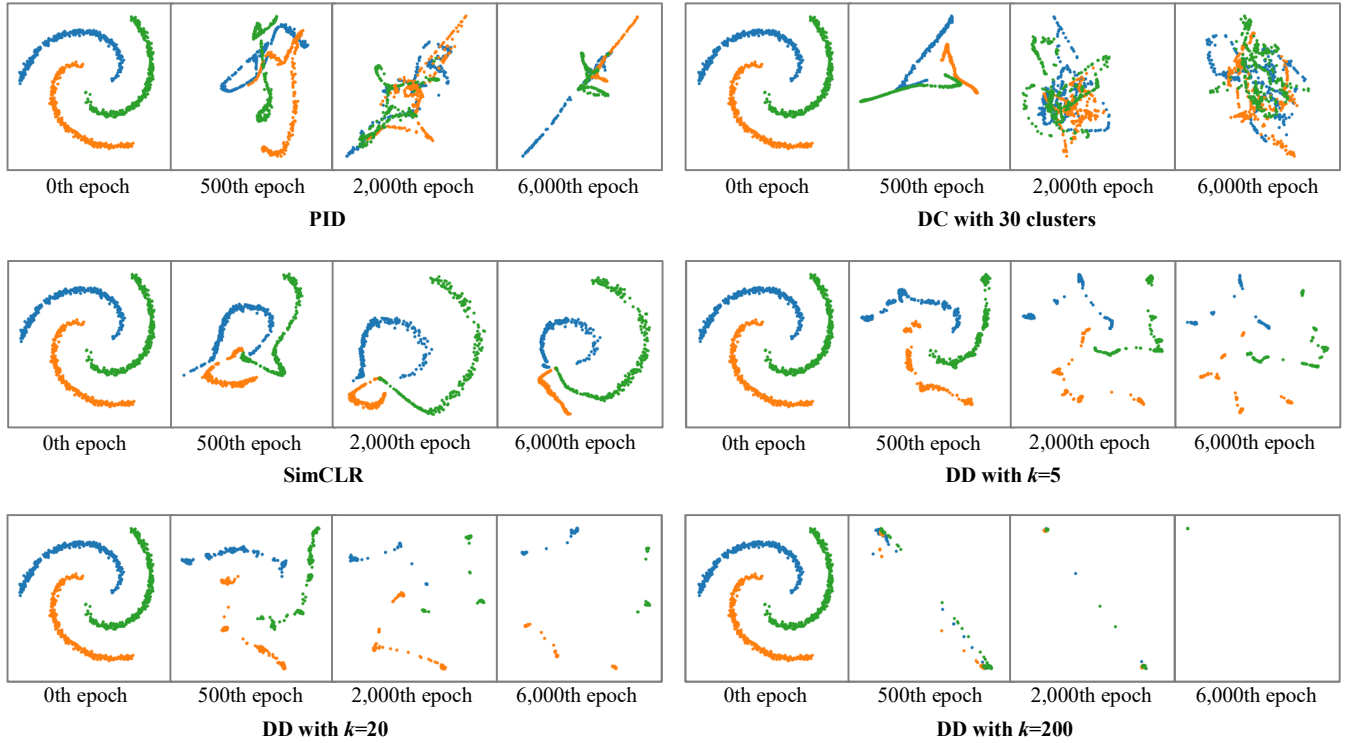 0th epoch 500th epoch 2,000th epoch 6,000th epoch
PID
0th epoch 500th epoch 2,000th epoch 6,000th epoch
DC with 30 clusters
0th epoch 500th epoch 2,000th epoch 6,000th epoch
SimCLR
0th epoch 500th epoch 2,000th epoch 6,000th epoch
DD with k=5
0th epoch 500th epoch 2,000th epoch 6,000th epoch
DD with k=20
0th epoch 500th epoch 2,000th epoch 6,000th epoch
DD with k=200